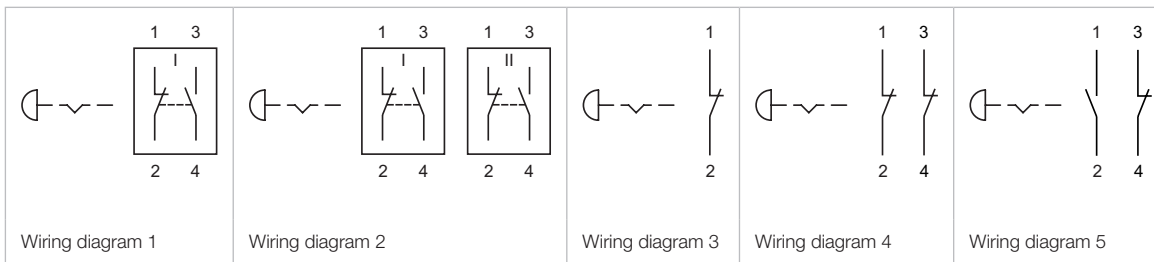 1 3
I
2 4
Wiring diagram 1
1 3 1 3
I II
2 4 2 4
Wiring diagram 2
1
2
Wiring diagram 3
1 3
2 4
Wiring diagram 4
1 3
2 4
Wiring diagram 5